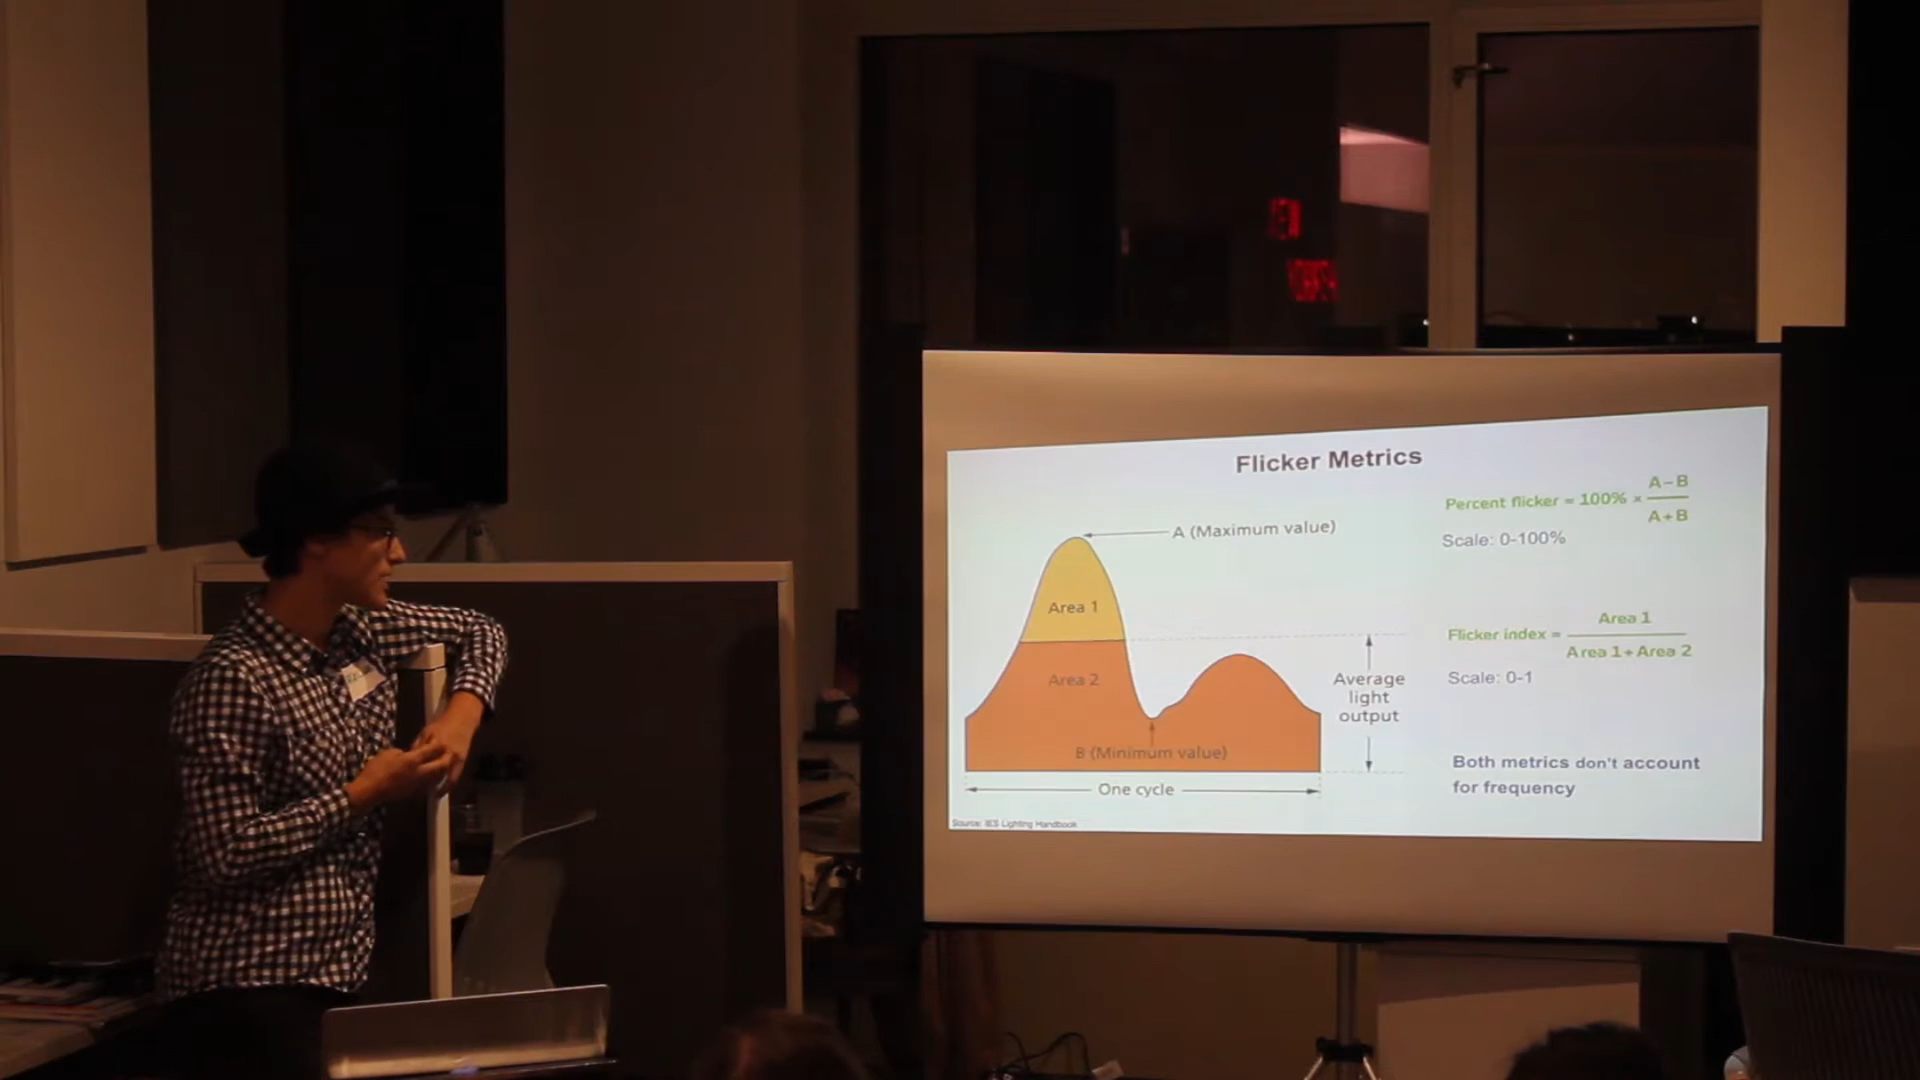 Flicker Metrics
A (Maximum value)
Area 1
Area 2
B (Minimum value)
One cycle
Average
light
output
Source: IES Lighting Handbook
Percent flicker = 100% × A–B
A+B
Scale: 0-100%
Flicker index = Area 1
Area 1+Area 2
Scale: 0-1
Both metrics don't account
for frequency